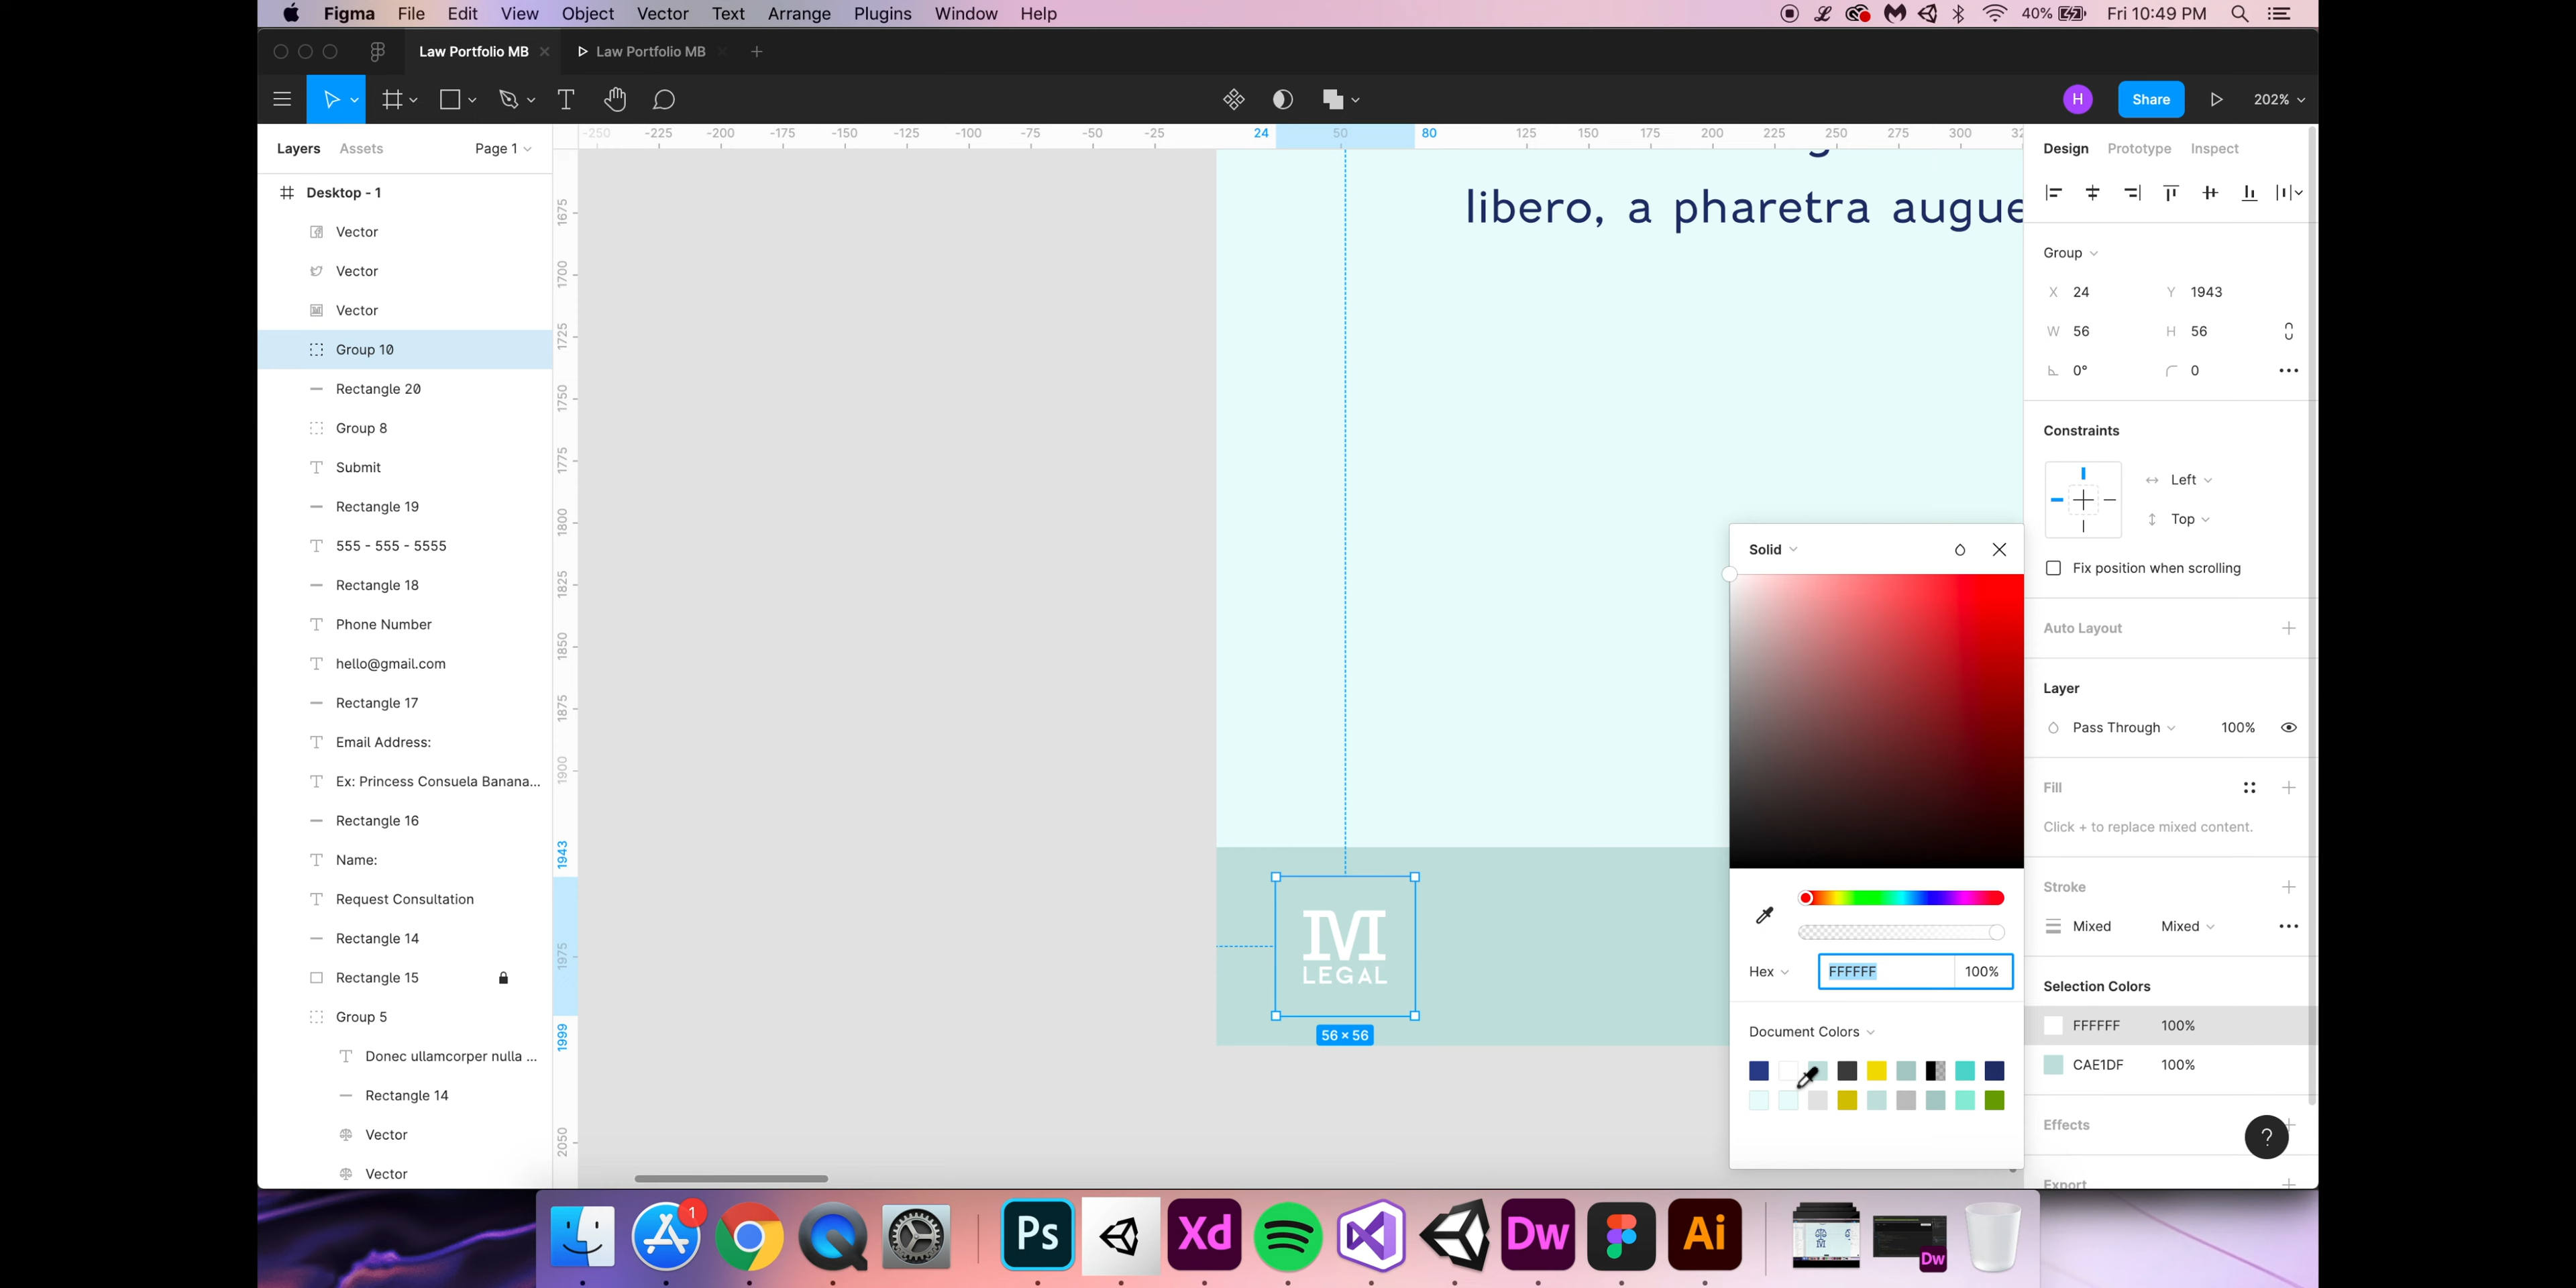 Figma File Edit View Object Vector Text Arrange Plugins Window Help 40% Fri 10:49 PM
Law Portfolio MB Law Portfolio MB
H Share 202%
Layers Assets Page 1
-250 -225 -200 -175 -150 -125 -100 -75 -50 -25 24 50 80 125 150 175 200 225 250 275 300
Design Prototype Inspect
Desktop - 1
Vector
Vector
Vector
Group 10
Rectangle 20
Group 8
Submit
Rectangle 19
555 - 555 - 5555
Rectangle 18
Phone Number
hello@gmail.com
Rectangle 17
Email Address:
Ex: Princess Consuela Banana...
Rectangle 16
Name:
Request Consultation
Rectangle 14
Rectangle 15
Group 5
Donec ullamcorper nulla ...
Rectangle 14
Vector
Vector
1675
1700
1725
1750
1775
1800
1825
1850
1875
1900
1943
1975
1999
2050
libero, a pharetra augue
M
LEGAL
56 × 56
Solid
Hex FFFFFF 100%
Document Colors
Group
X 24 Y 1943
W 56 H 56
0° 0
Constraints
Left
Top
Fix position when scrolling
Auto Layout
Layer
Pass Through 100%
Fill
Click + to replace mixed content.
Stroke
Mixed Mixed
Selection Colors
FFFFFF 100%
CAE1DF 100%
Effects
?
Export
1
Ps
Xd
Dw
Ai
Dw